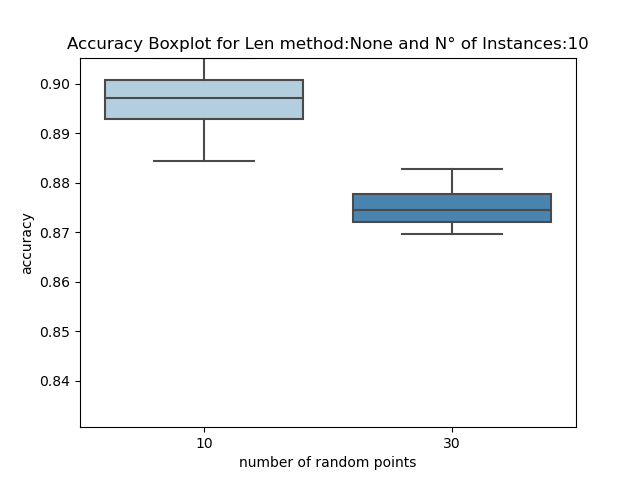 Accuracy Boxplot for Len method:None and N° of Instances:10
0.90
0.89
0.88
0.87
0.86
0.85
0.84
accuracy
10 30
number of random points